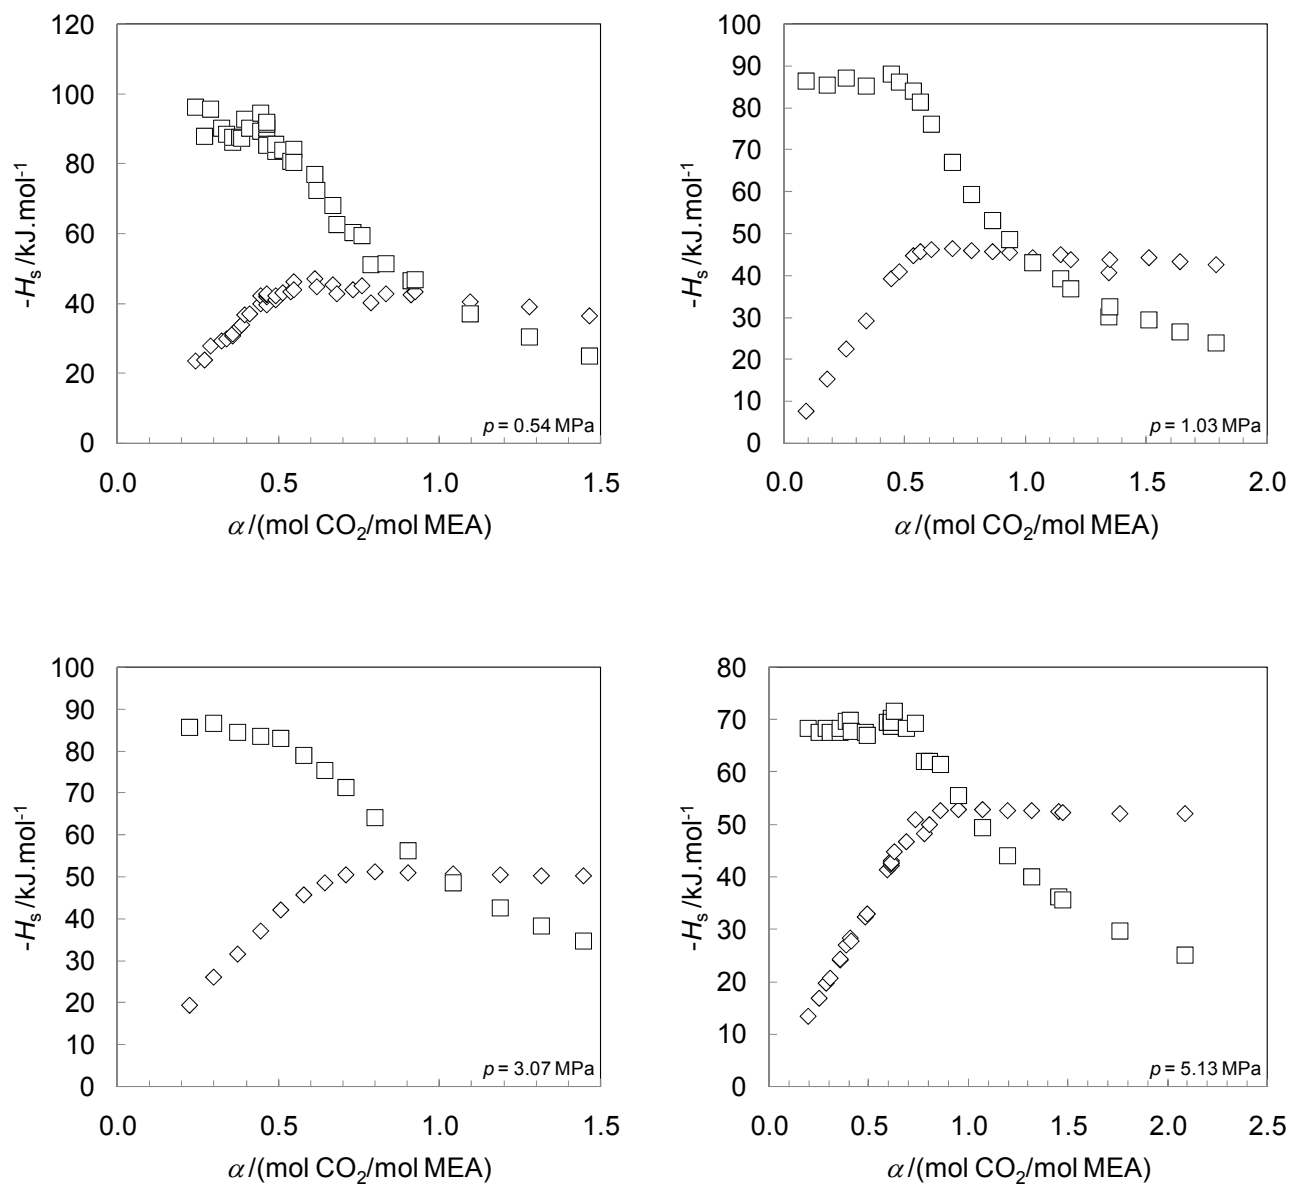 120
100
80
60
40
20
0
-Hₛ/kJ.mol⁻¹
p = 0.54 MPa
0.0 0.5 1.0 1.5
α/(mol CO₂/mol MEA)
100
90
80
70
60
50
40
30
20
10
0
-Hₛ/kJ.mol⁻¹
p = 1.03 MPa
0.0 0.5 1.0 1.5 2.0
α/(mol CO₂/mol MEA)
100
90
80
70
60
50
40
30
20
10
0
-Hₛ/kJ.mol⁻¹
p = 3.07 MPa
0.0 0.5 1.0 1.5
α/(mol CO₂/mol MEA)
80
70
60
50
40
30
20
10
0
-Hₛ/kJ.mol⁻¹
p = 5.13 MPa
0.0 0.5 1.0 1.5 2.0 2.5
α/(mol CO₂/mol MEA)